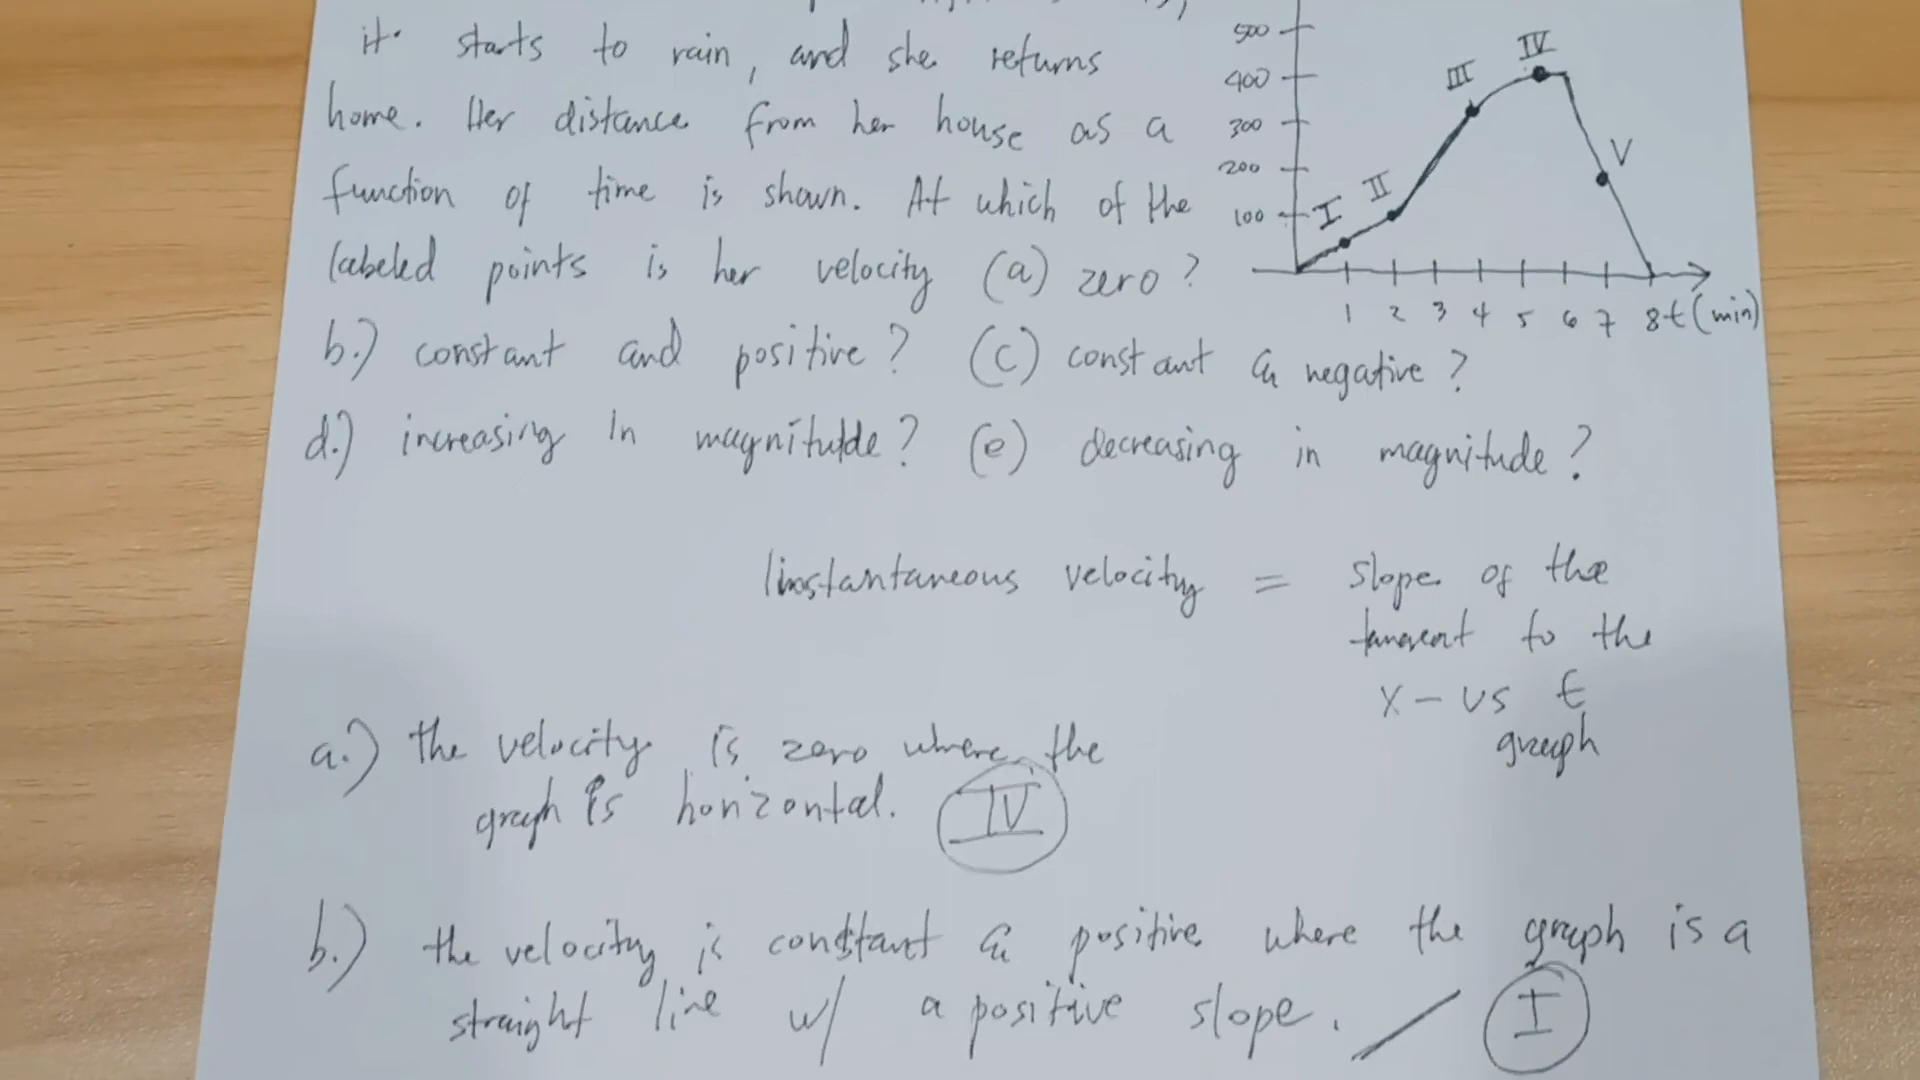 it starts to rain, and she returns
home. Her distance from her house as a
function of time is shown. At which of the
labeled points is her velocity (a) zero?
b.) constant and positive? (c) constant & negative?
d.) increasing in magnitulde? (e) decreasing in magnitude?
500
400
300
200
100
I
II
III
IV
V
1 2 3 4 5 6 7 8 t (min)
instantaneous velocity = slope of the
tangent to the
x - vs t
graph
a.) the velocity is zero where the
graph is horizontal. IV
b.) the velocity is constant & positive where the graph is a
straight line w/ a positive slope. I